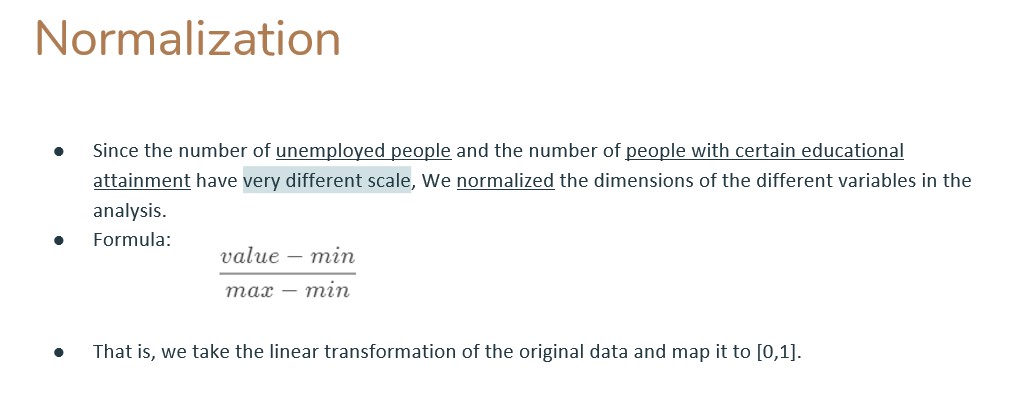 Normalization
● Since the number of unemployed people and the number of people with certain educational
attainment have very different scale, We normalized the dimensions of the different variables in the
analysis.
● Formula:
value − min
max − min
● That is, we take the linear transformation of the original data and map it to [0,1].